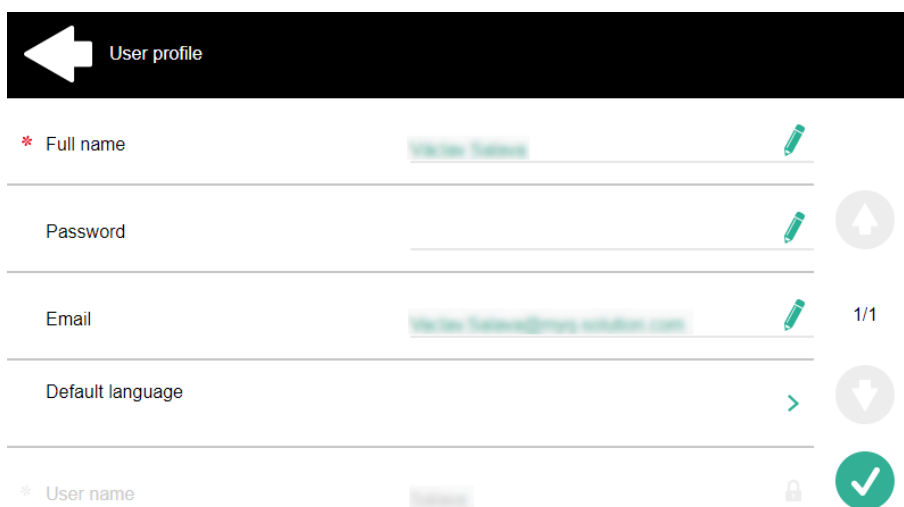 User profile
* Full name
Password
Email
1/1
Default language
* User name